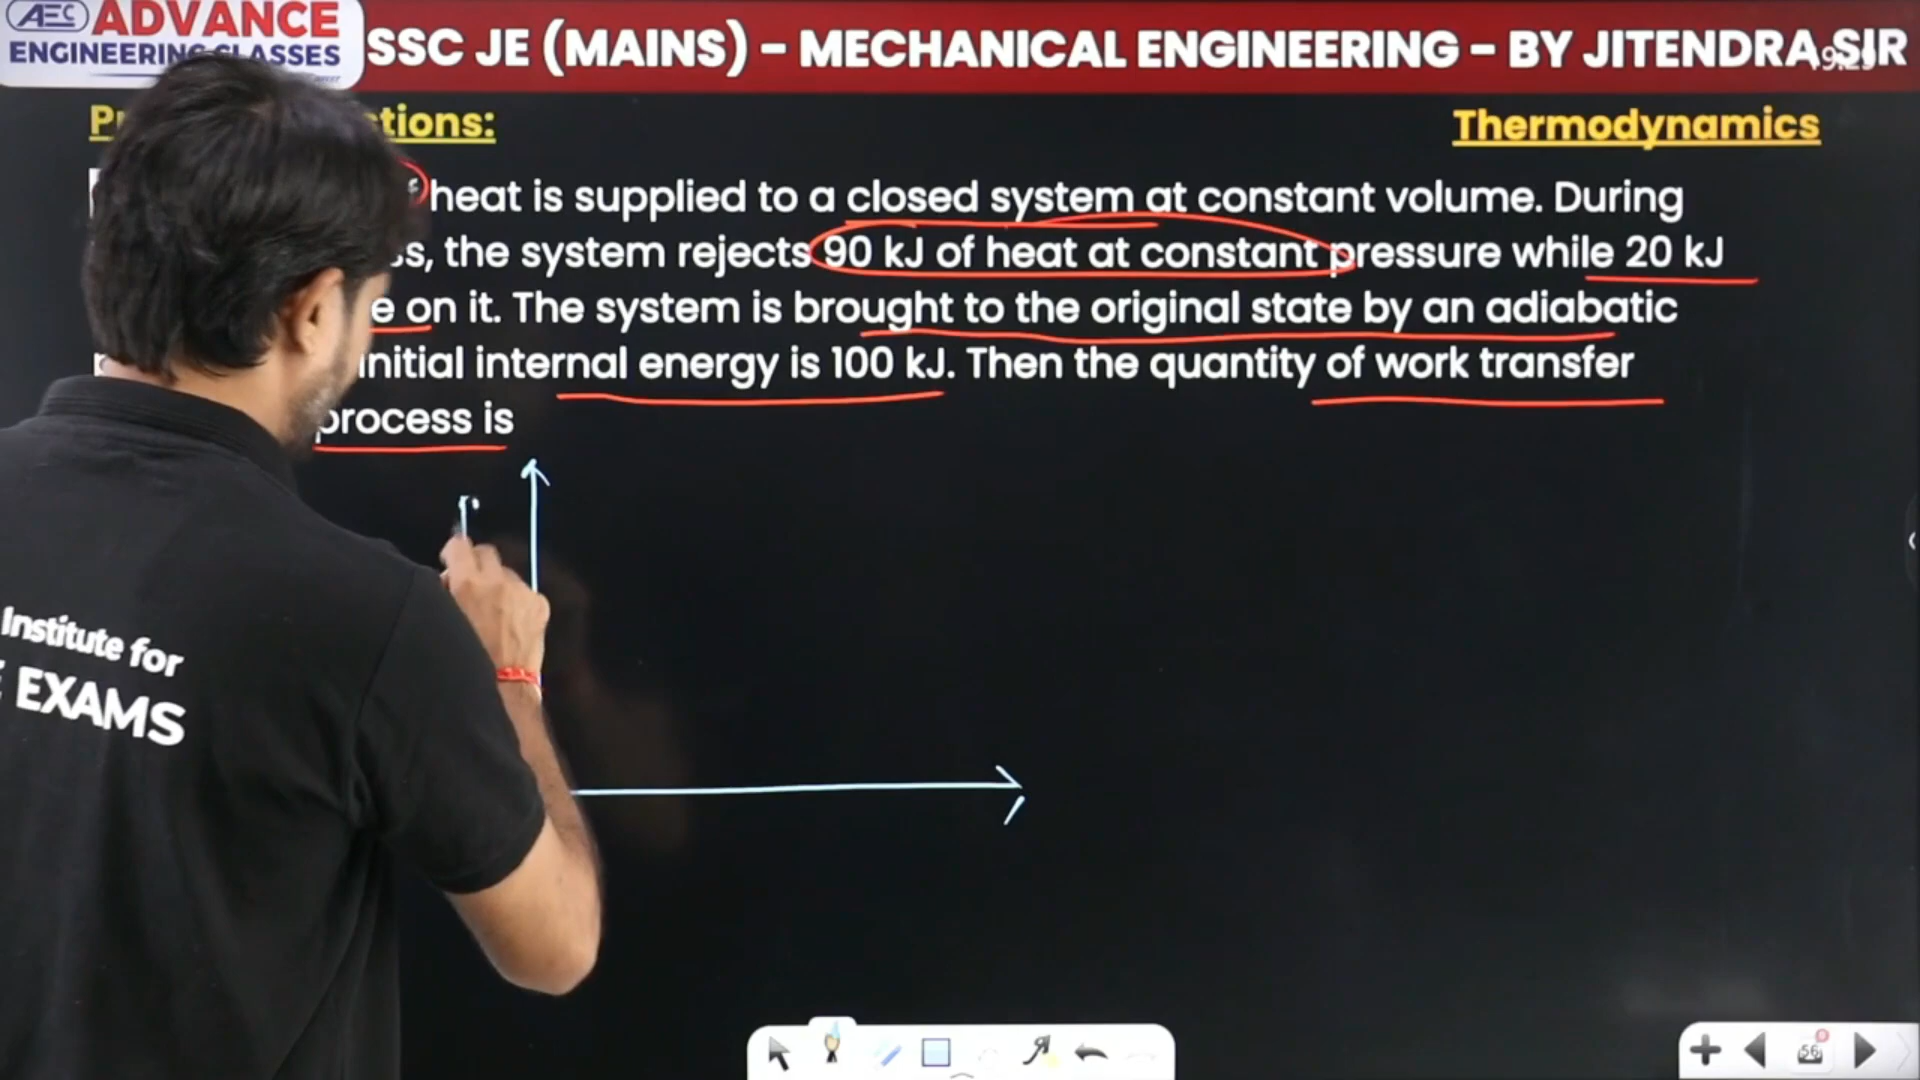 AEC ADVANCE
ENGINEERING CLASSES
SSC JE (MAINS) - MECHANICAL ENGINEERING - BY JITENDRA SIR
tions:
Thermodynamics
heat is supplied to a closed system at constant volume. During
the system rejects 90 kJ of heat at constant pressure while 20 kJ
on it. The system is brought to the original state by an adiabatic
initial internal energy is 100 kJ. Then the quantity of work transfer
process is
Institute for
EXAMS
56